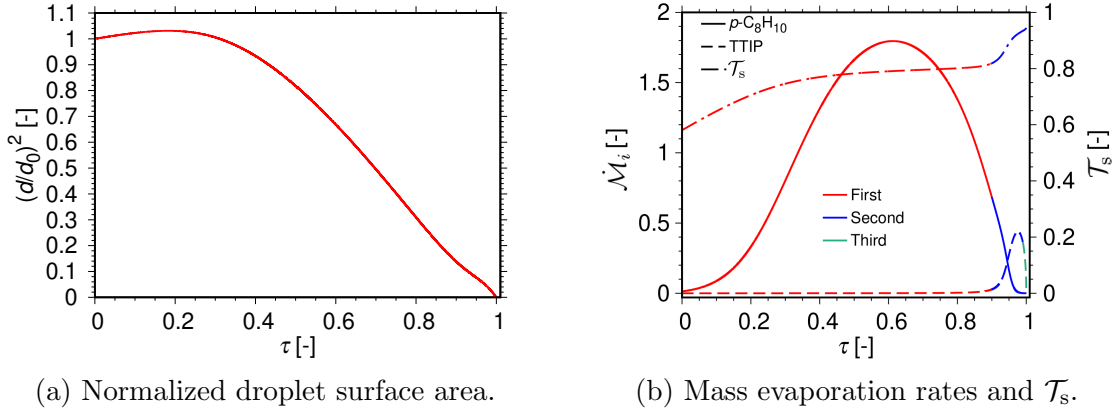 1.1
1
0.9
0.8
0.7
0.6
0.5
0.4
0.3
0.2
0.1
0
(d/d₀)² [-]
0 0.2 0.4 0.6 0.8 1
τ [-]
(a) Normalized droplet surface area.
2
1.5
1
0.5
0
Ṁᵢ [-]
p-C₈H₁₀
TTIP
𝒯ₛ
First
Second
Third
1
0.8
0.6
0.4
0.2
0
𝒯ₛ [-]
0 0.2 0.4 0.6 0.8 1
τ [-]
(b) Mass evaporation rates and 𝒯ₛ.